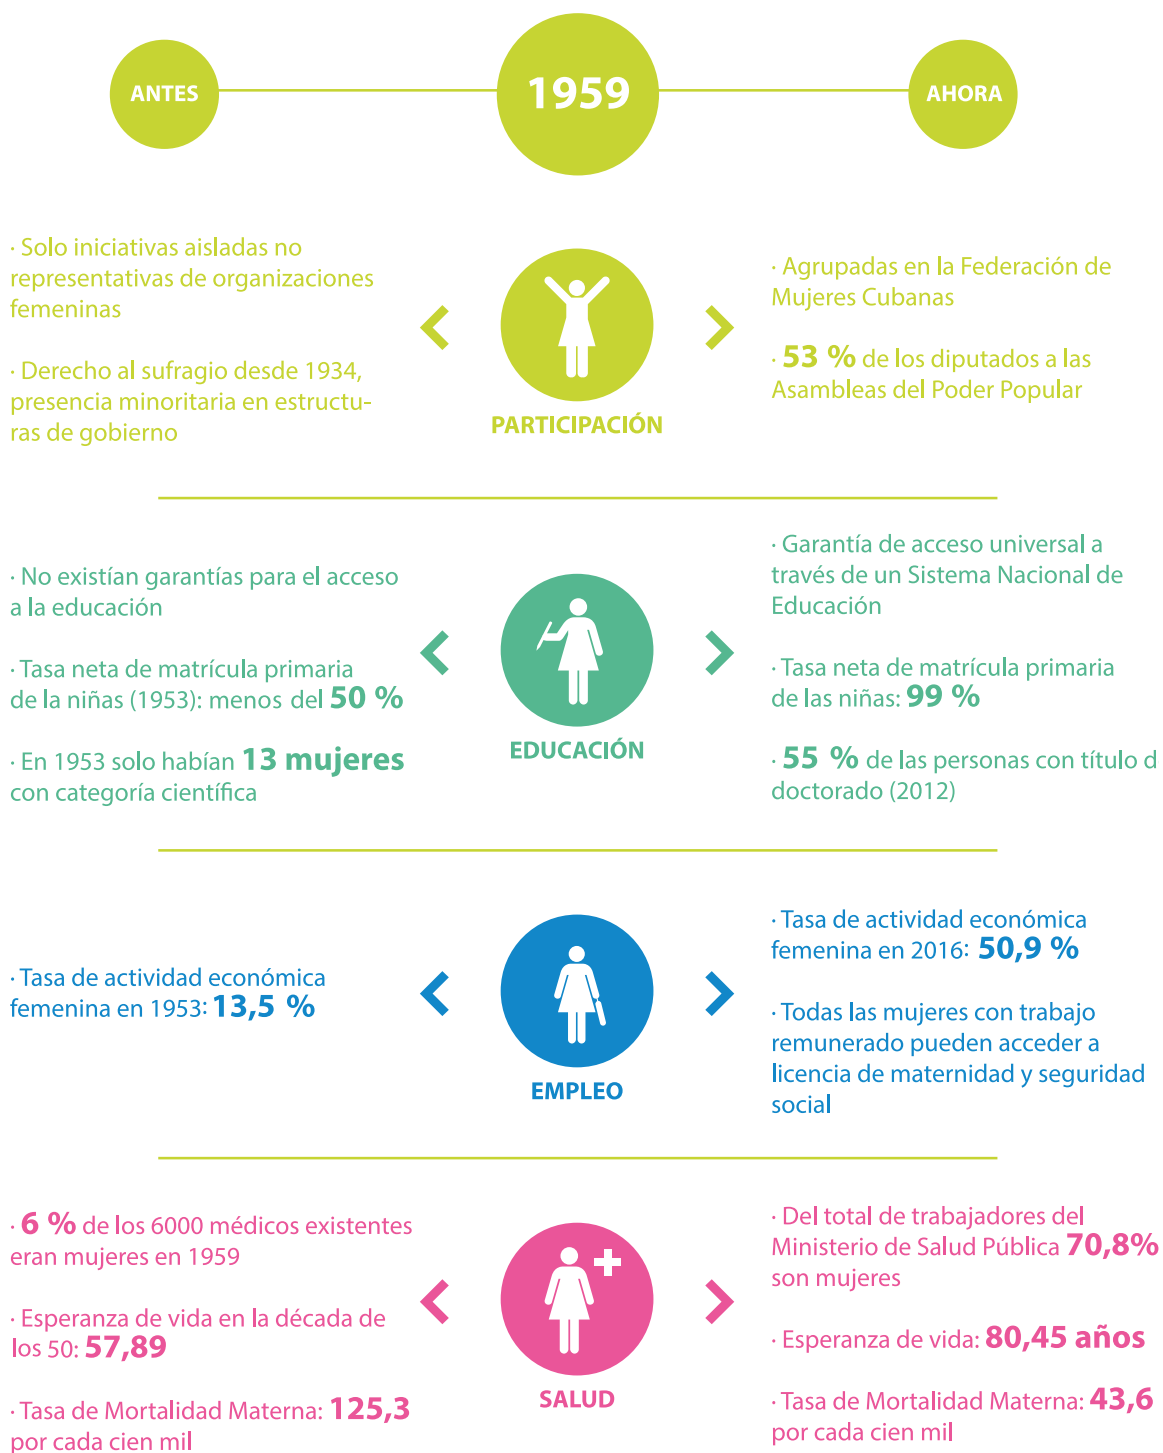 ANTES
1959
AHORA
· Solo iniciativas aisladas no
representativas de organizaciones
femeninas
· Derecho al sufragio desde 1934,
presencia minoritaria en estructu-
ras de gobierno
PARTICIPACIÓN
· Agrupadas en la Federación de
Mujeres Cubanas
· 53 % de los diputados a las
Asambleas del Poder Popular
· No existían garantías para el acceso
a la educación
· Tasa neta de matrícula primaria
de la niñas (1953): menos del 50 %
· En 1953 solo habían 13 mujeres
con categoría científica
EDUCACIÓN
· Garantía de acceso universal a
través de un Sistema Nacional de
Educación
· Tasa neta de matrícula primaria
de las niñas: 99 %
· 55 % de las personas con título d
doctorado (2012)
· Tasa de actividad económica
femenina en 1953: 13,5 %
EMPLEO
· Tasa de actividad económica
femenina en 2016: 50,9 %
· Todas las mujeres con trabajo
remunerado pueden acceder a
licencia de maternidad y seguridad
social
· 6 % de los 6000 médicos existentes
eran mujeres en 1959
· Esperanza de vida en la década de
los 50: 57,89
· Tasa de Mortalidad Materna: 125,3
por cada cien mil
SALUD
· Del total de trabajadores del
Ministerio de Salud Pública 70,8%
son mujeres
· Esperanza de vida: 80,45 años
· Tasa de Mortalidad Materna: 43,6
por cada cien mil